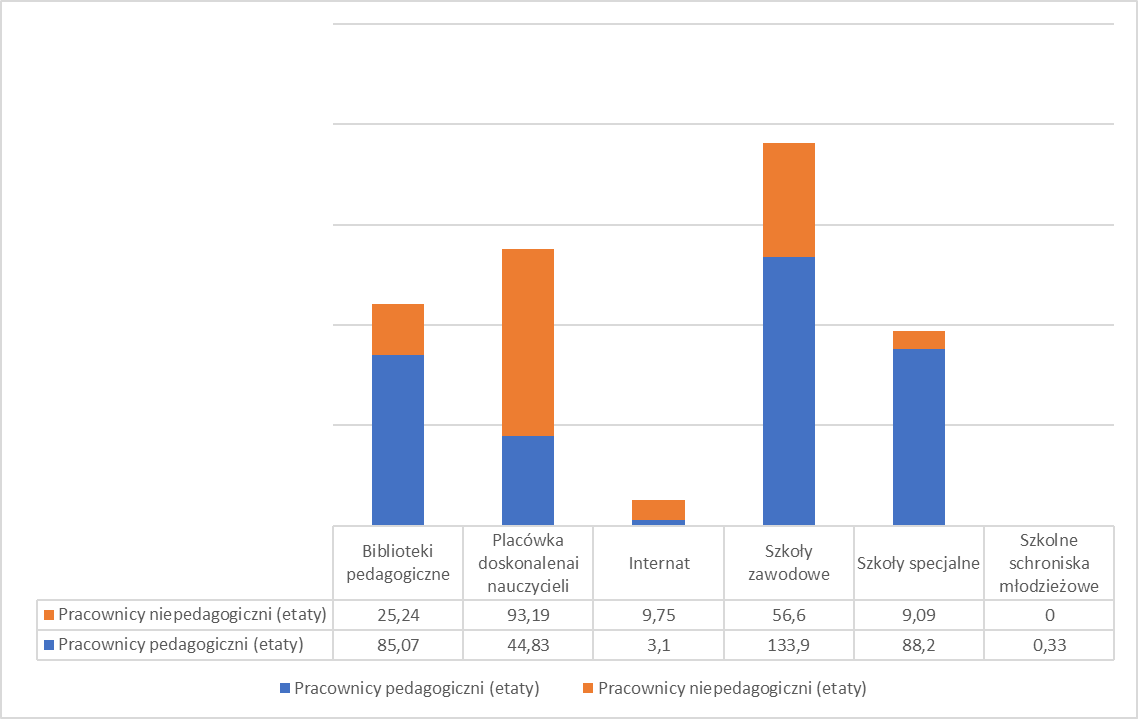 Biblioteki
pedagogiczne
Placówka
doskonalenai
nauczycieli
Internat
Szkoły
zawodowe
Szkoły specjalne
Szkolne
schroniska
młodzieżowe
Pracownicy niepedagogiczni (etaty) 25,24 93,19 9,75 56,6 9,09 0
Pracownicy pedagogiczni (etaty) 85,07 44,83 3,1 133,9 88,2 0,33
Pracownicy pedagogiczni (etaty) Pracownicy niepedagogiczni (etaty)